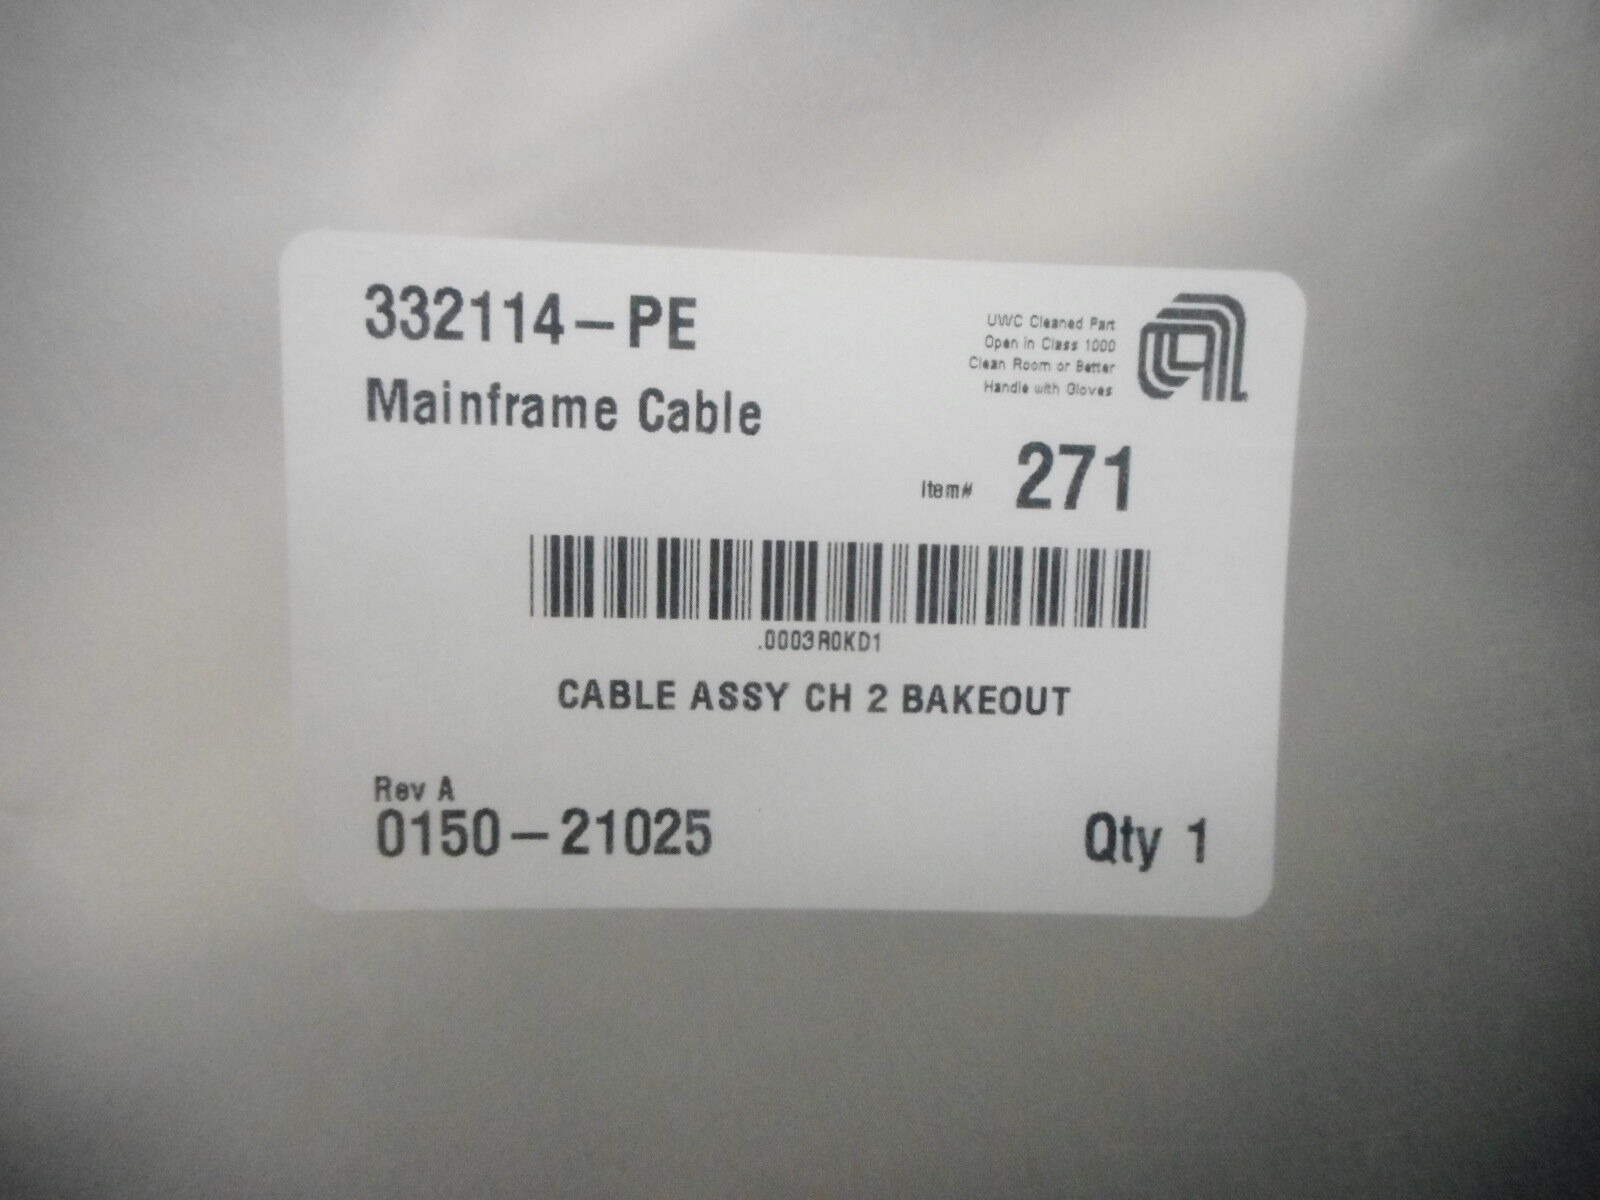 332114-PE
Mainframe Cable
UWC Cleaned Part
Open in Class 1000
Clean Room or Better
Handle with Gloves
Item# 271
.0003R0KD1
CABLE ASSY CH 2 BAKEOUT
Rev A
0150-21025
Qty 1